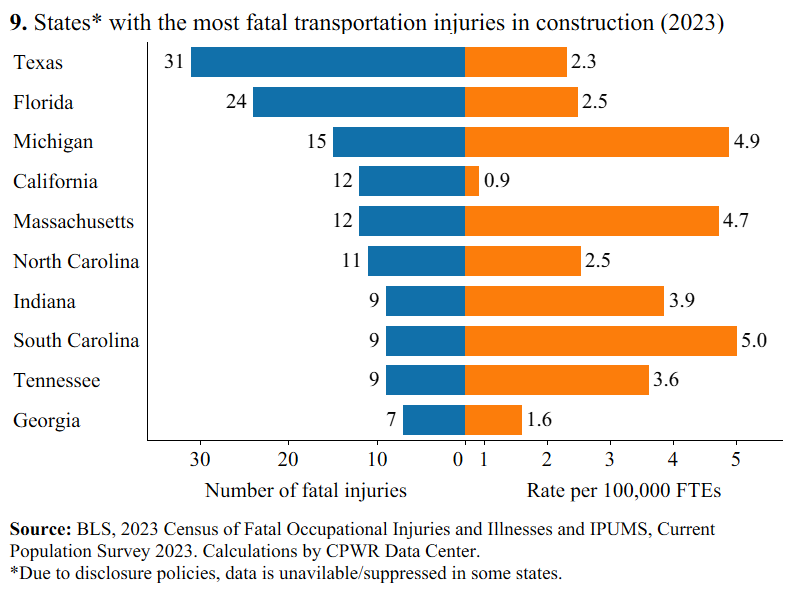 9. States* with the most fatal transportation injuries in construction (2023)
Texas 31 2.3
Florida 24 2.5
Michigan 15 4.9
California 12 0.9
Massachusetts 12 4.7
North Carolina 11 2.5
Indiana 9 3.9
South Carolina 9 5.0
Tennessee 9 3.6
Georgia 7 1.6
30 20 10 0 1 2 3 4 5
Number of fatal injuries Rate per 100,000 FTEs
Source: BLS, 2023 Census of Fatal Occupational Injuries and Illnesses and IPUMS, Current
Population Survey 2023. Calculations by CPWR Data Center.
*Due to disclosure policies, data is unavilable/suppressed in some states.